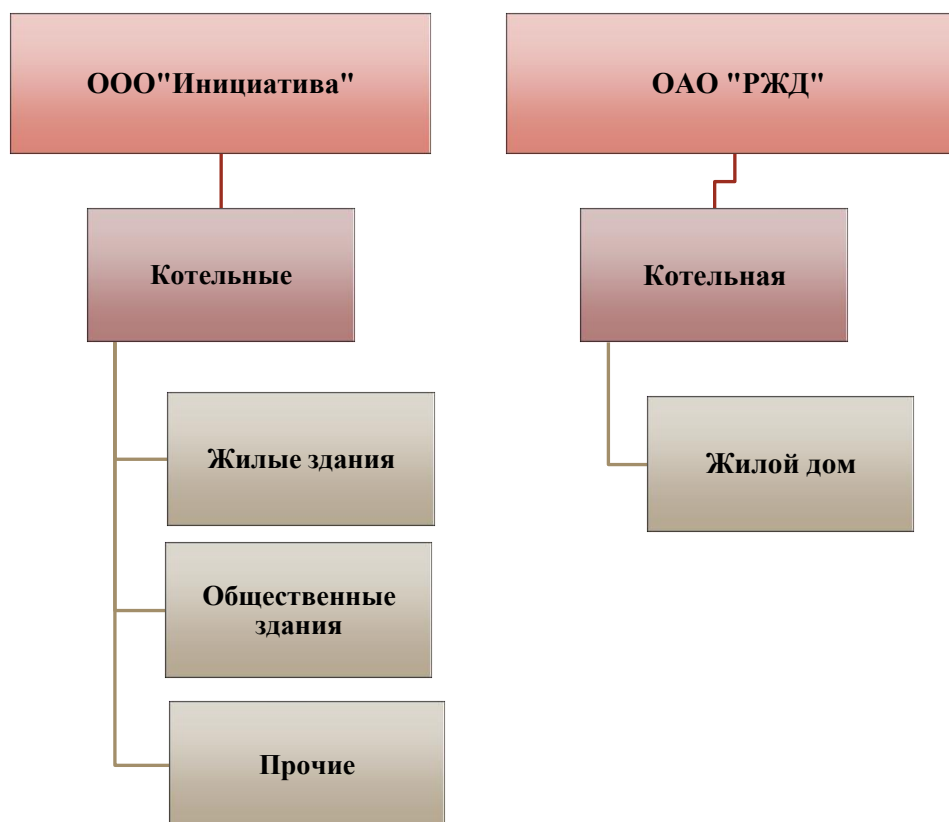 ООО"Инициатива"
ОАО "РЖД"
Котельные
Котельная
Жилые здания
Жилой дом
Общественные
здания
Прочие